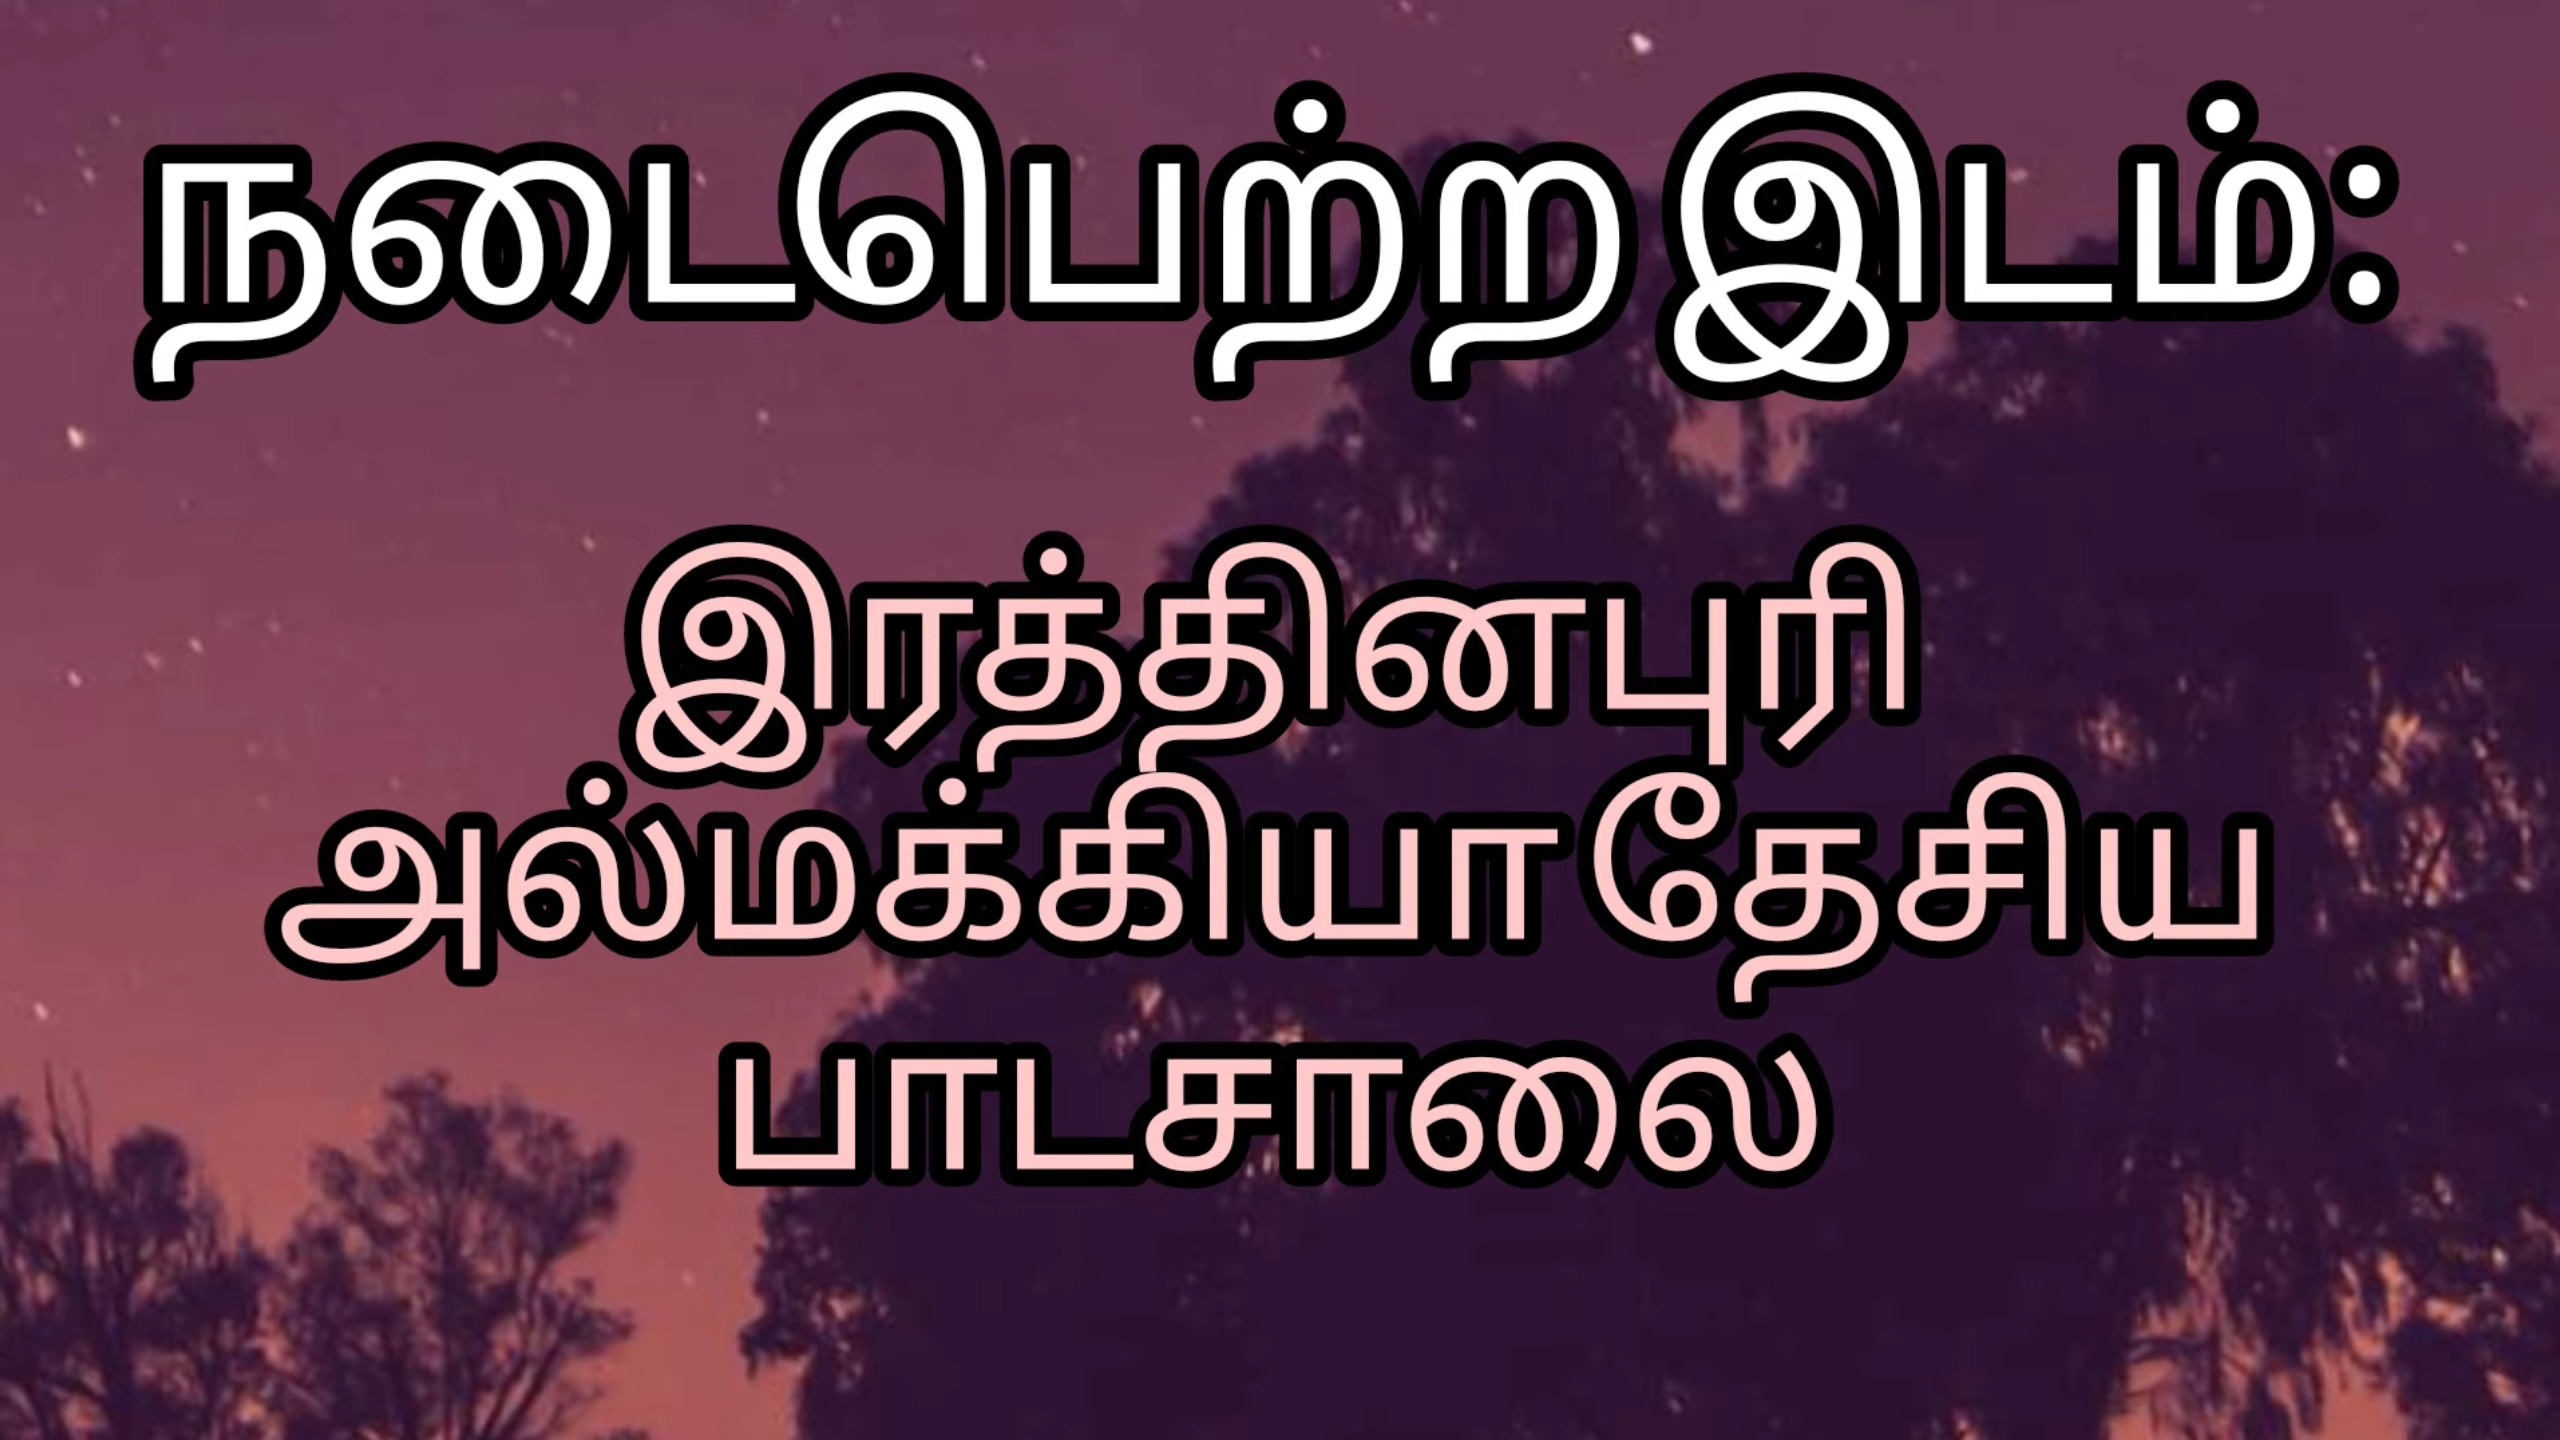 நடைபெற்ற இடம்:
இரத்தினபுரி
அல்மக்கியா தேசிய
பாடசாலை